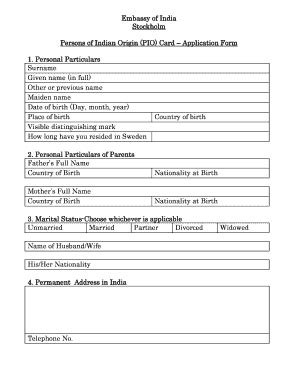 Embassy of India
Stockholm
Persons of Indian Origin (PIO) Card – Application Form
1. Personal Particulars
Surname
Given name (in full)
Other or previous name
Maiden name
Date of birth (Day, month, year)
Place of birth Country of birth
Visible distinguishing mark
How long have you resided in Sweden
2. Personal Particulars of Parents
Father's Full Name
Country of Birth Nationality at Birth
Mother's Full Name
Country of Birth Nationality at Birth
3. Marital Status-Choose whichever is applicable
Unmarried Married Partner Divorced Widowed
Name of Husband/Wife
His/Her Nationality
4. Permanent Address in India
Telephone No.